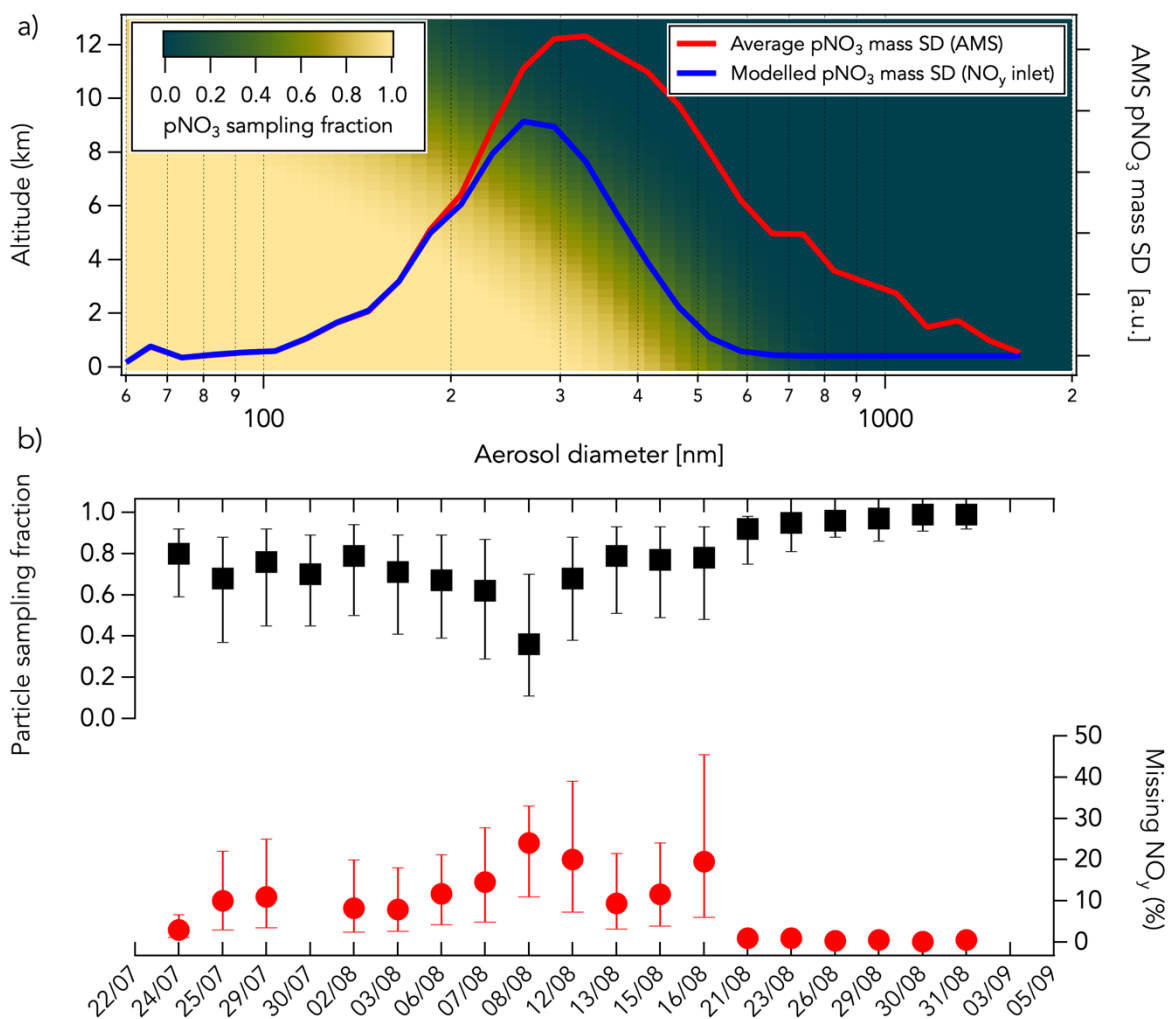 a)
12
10
8
6
4
2
0
Altitude (km)
0.0 0.2 0.4 0.6 0.8 1.0
pNO₃ sampling fraction
Average pNO₃ mass SD (AMS)
Modelled pNO₃ mass SD (NOy inlet)
AMS pNO₃ mass SD [a.u.]
6 7 8 9 2 3 4 5 6 7 8 9 2
100 1000
Aerosol diameter [nm]
b)
1.0
0.8
0.6
0.4
0.2
0.0
Particle sampling fraction
50
40
30
20
10
0
Missing NOy (%)
22/07 24/07 25/07 29/07 30/07 02/08 03/08 06/08 07/08 08/08 12/08 13/08 15/08 16/08 21/08 23/08 26/08 29/08 30/08 31/08 03/09 05/09